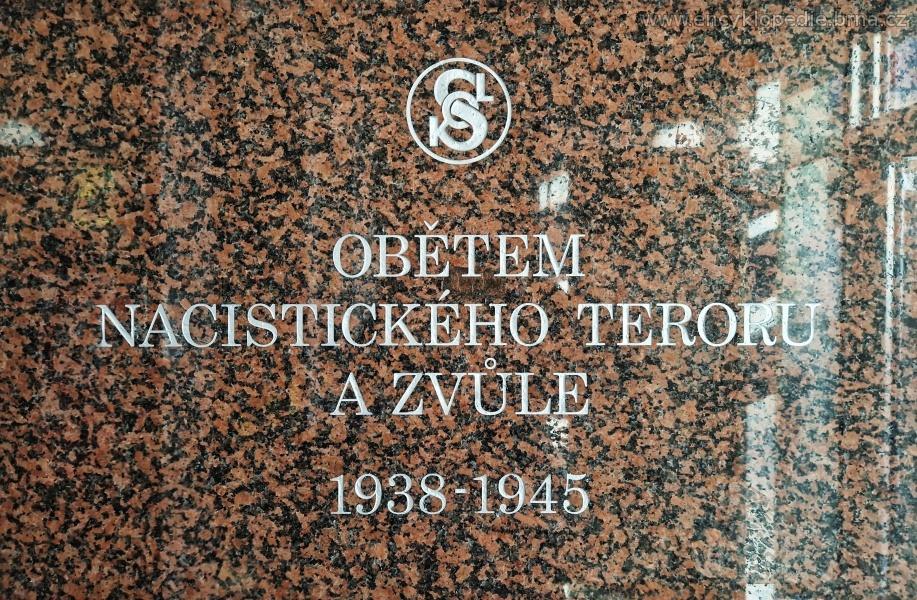 www.encyklopedie.brna.cz
OBĚTEM
NACISTICKÉHO TERORU
A ZVŮLE
1938-1945